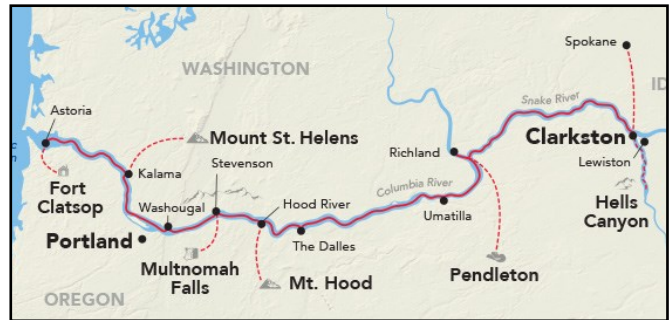 Spokane
WASHINGTON
ID
Snake River
Astoria
Clarkston
Mount St. Helens
Stevenson
Richland
Lewiston
Kalama
Fort
Clatsop
Columbia River
Hells
Canyon
Washougal
Hood River
Umatilla
Portland
The Dalles
Multnomah
Falls
Mt. Hood
Pendleton
OREGON